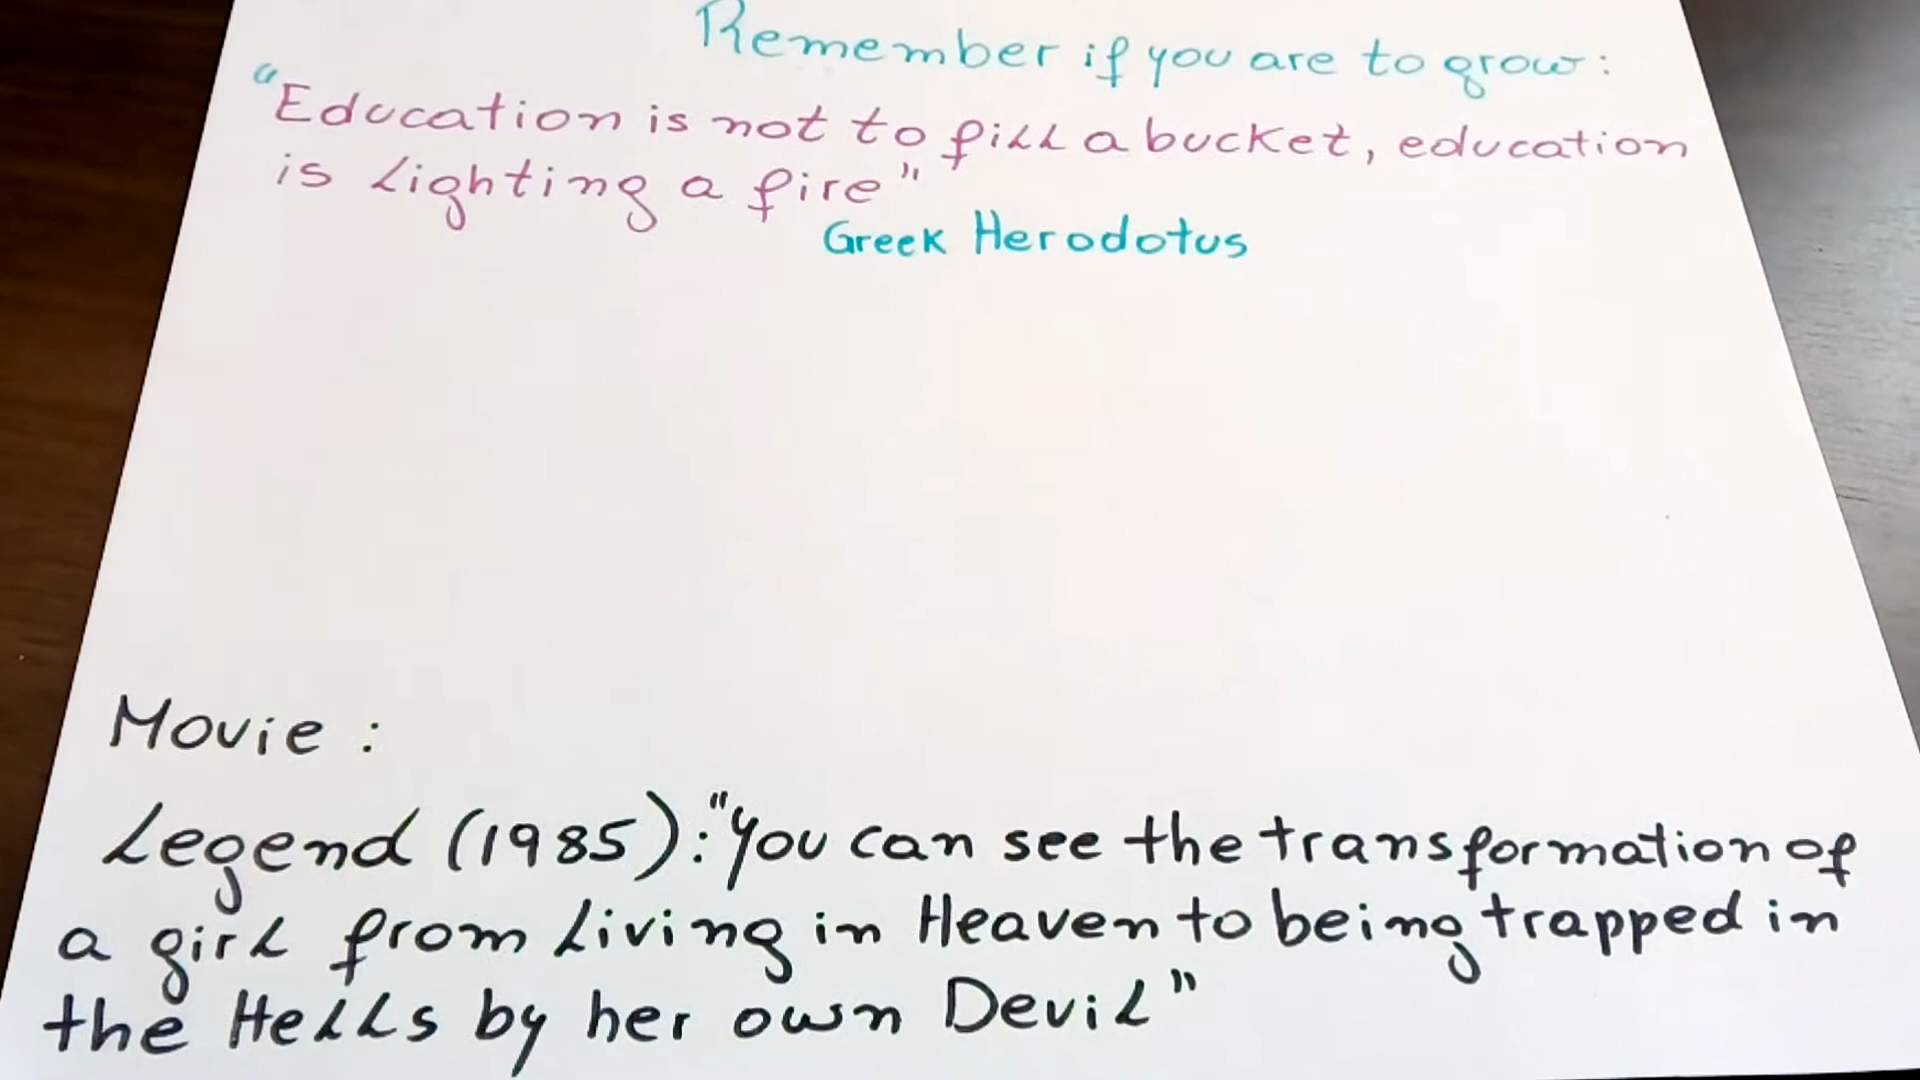 Remember if you are to grow:
"Education is not to fill a bucket, education
is lighting a fire"
Greek Herodotus
Movie :
Legend (1985): "You can see the transformation of
a girl from living in Heaven to being trapped in
the Hells by her own Devil"